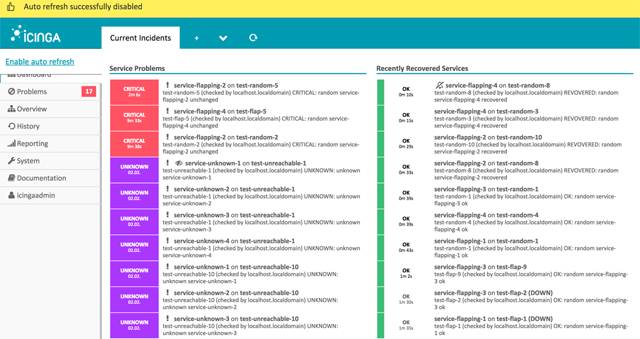 Auto refresh successfully disabled
icinga
Current Incidents
Enable auto refresh
Dashboard
Problems 17
Overview
History
Reporting
System
Documentation
icingaadmin
Service Problems
CRITICAL
2m 6s
! service-flapping-2 on test-random-5
test-random-5 (checked by localhost.localdomain) CRITICAL: random service-
flapping-2 unchanged
CRITICAL
9m 33s
! service-flapping-4 on test-flap-5
test-flap-5 (checked by localhost.localdomain) CRITICAL: random service-
flapping-4 unchanged
CRITICAL
9m 38s
! service-flapping-2 on test-random-2
test-random-2 (checked by localhost.localdomain) CRITICAL: random service-
flapping-2 unchanged
UNKNOWN
02.02.
! service-unknown-1 on test-unreachable-1
test-unreachable-1 (checked by localhost.localdomain) UNKNOWN: unknown
service-unknown-1
UNKNOWN
02.02.
! service-unknown-2 on test-unreachable-1
test-unreachable-1 (checked by localhost.localdomain) UNKNOWN: unknown
service-unknown-2
UNKNOWN
02.02.
! service-unknown-3 on test-unreachable-1
test-unreachable-1 (checked by localhost.localdomain) UNKNOWN: unknown
service-unknown-3
UNKNOWN
02.02.
! service-unknown-4 on test-unreachable-1
test-unreachable-1 (checked by localhost.localdomain) UNKNOWN: unknown
service-unknown-4
UNKNOWN
02.02.
! service-unknown-1 on test-unreachable-10
test-unreachable-10 (checked by localhost.localdomain) UNKNOWN:
unknown service-unknown-1
UNKNOWN
02.02.
! service-unknown-2 on test-unreachable-10
test-unreachable-10 (checked by localhost.localdomain) UNKNOWN:
unknown service-unknown-2
UNKNOWN
02.02.
! service-unknown-3 on test-unreachable-10
test-unreachable-10 (checked by localhost.localdomain) UNKNOWN:
unknown service-unknown-3
Recently Recovered Services
OK
0m 10s
service-flapping-4 on test-random-8
test-random-8 (checked by localhost.localdomain) REVOVERED: random
service-flapping-4 recovered
OK
0m 11s
service-flapping-4 on test-random-3
test-random-3 (checked by localhost.localdomain) REVOVERED: random
service-flapping-4 recovered
OK
0m 29s
service-flapping-2 on test-random-10
test-random-10 (checked by localhost.localdomain) REVOVERED: random
service-flapping-2 recovered
OK
0m 33s
service-flapping-2 on test-random-8
test-random-8 (checked by localhost.localdomain) REVOVERED: random
service-flapping-2 recovered
OK
0m 39s
service-flapping-3 on test-random-1
test-random-1 (checked by localhost.localdomain) OK: random service-
flapping-3 ok
OK
0m 40s
service-flapping-4 on test-random-4
test-random-4 (checked by localhost.localdomain) OK: random service-
flapping-4 ok
OK
0m 43s
service-flapping-1 on test-random-1
test-random-1 (checked by localhost.localdomain) OK: random service-
flapping-1 ok
OK
1m 2s
service-flapping-3 on test-flap-9
test-flap-9 (checked by localhost.localdomain) OK: random service-flapping-
3 ok
OK
1m 33s
service-flapping-3 on test-flap-2 (DOWN)
test-flap-2 (checked by localhost.localdomain) OK: random service-flapping-
3 ok
OK
1m 35s
service-flapping-1 on test-flap-1 (DOWN)
test-flap-1 (checked by localhost.localdomain) OK: random service-flapping-
1 ok